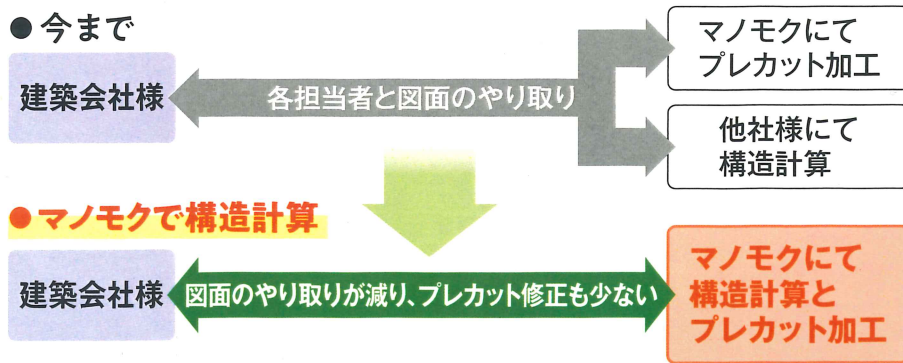 ●今まで
建築会社様
各担当者と図面のやり取り
マノモクにて
プレカット加工
他社様にて
構造計算
●マノモクで構造計算
建築会社様
図面のやり取りが減り、プレカット修正も少ない
マノモクにて
構造計算と
プレカット加工